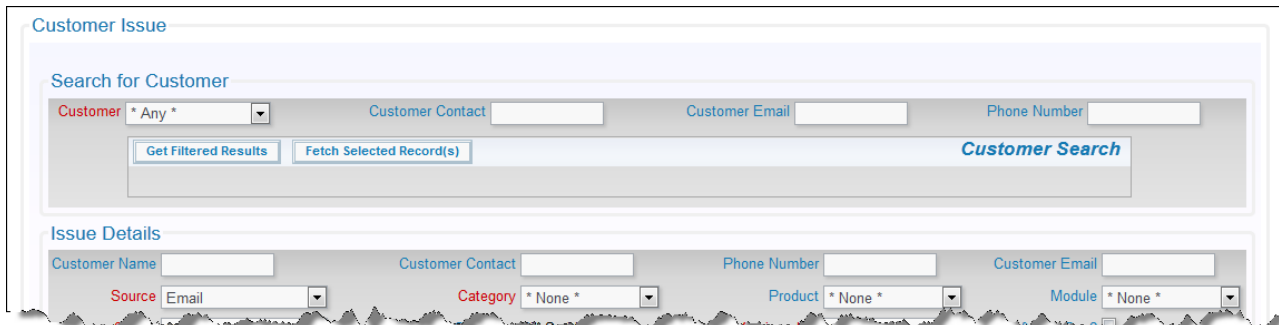 Customer Issue
Search for Customer
Customer * Any * Customer Contact Customer Email Phone Number
Get Filtered Results Fetch Selected Record(s) Customer Search
Issue Details
Customer Name Customer Contact Phone Number Customer Email
Source Email Category * None * Product * None * Module * None *